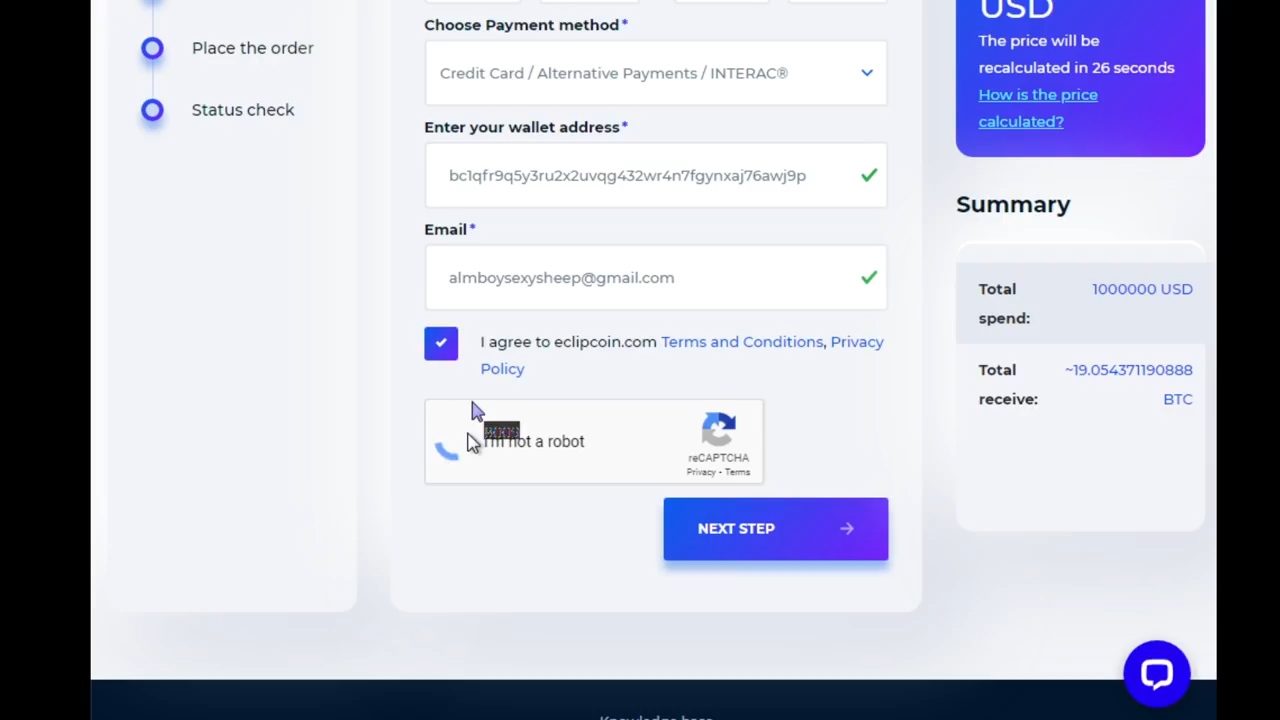 Place the order
Status check
Choose Payment method*
Credit Card / Alternative Payments / INTERAC®
Enter your wallet address*
bc1qfr9q5y3ru2x2uvqg432wr4n7fgynxaj76awj9p
Email*
almboysexysheep@gmail.com
I agree to eclipcoin.com Terms and Conditions, Privacy
Policy
I'm not a robot
reCAPTCHA
Privacy - Terms
NEXT STEP
USD
The price will be
recalculated in 26 seconds
How is the price
calculated?
Summary
Total 1000000 USD
spend:
Total ~19.054371190888
receive: BTC